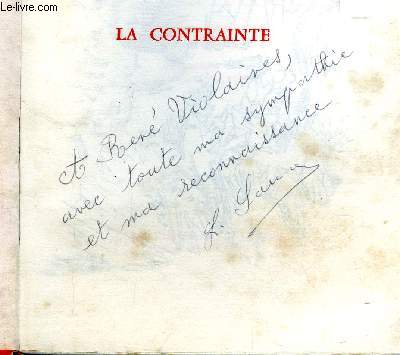 Le-livre.com
LA CONTRAINTE
A René Violaines,
avec toute ma sympathie
et ma reconnaissance